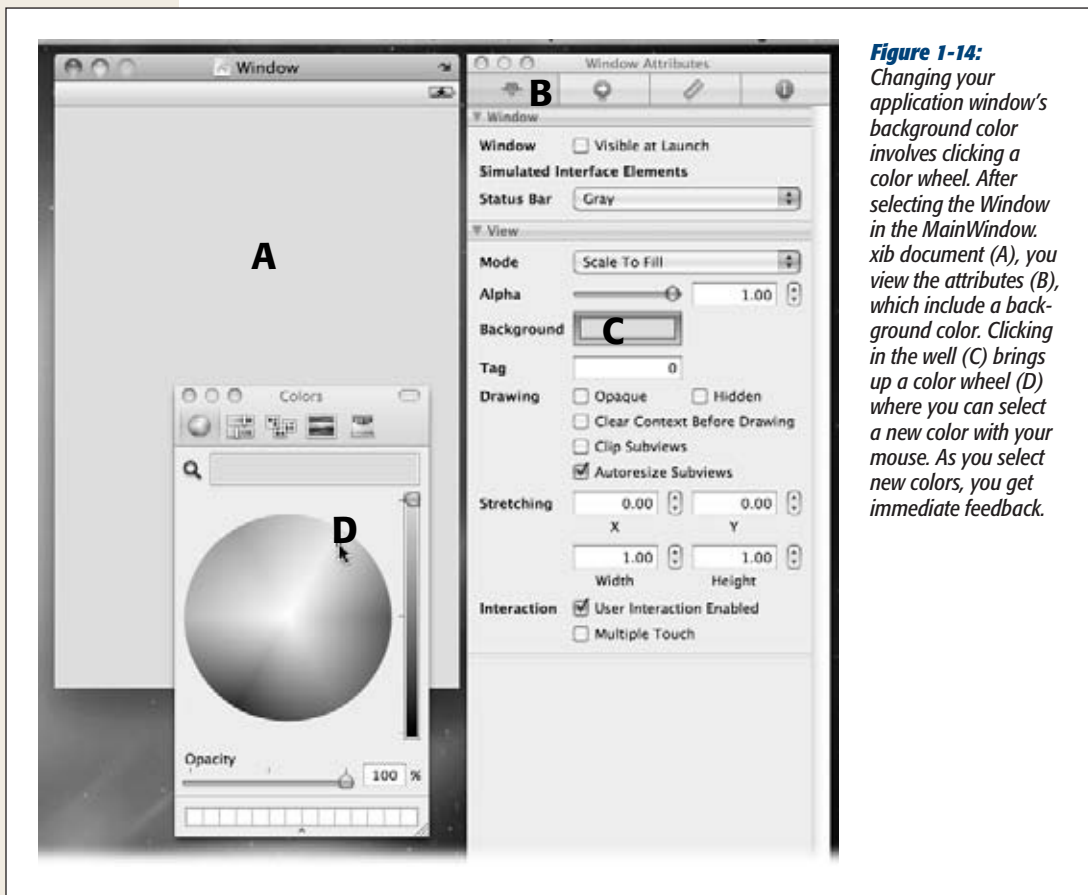 Window
A
Window Attributes
B
Window
Window Visible at Launch
Simulated Interface Elements
Status Bar Gray
View
Mode Scale To Fill
Alpha 1.00
Background C
Tag 0
Drawing Opaque Hidden
Clear Context Before Drawing
Clip Subviews
Autoresize Subviews
Stretching 0.00 0.00
X Y
1.00 1.00
Width Height
Interaction User Interaction Enabled
Multiple Touch
Colors
D
Opacity
100 %
Figure 1-14:
Changing your
application window’s
background color
involves clicking a
color wheel. After
selecting the Window
in the MainWindow.
xib document (A), you
view the attributes (B),
which include a back-
ground color. Clicking
in the well (C) brings
up a color wheel (D)
where you can select
a new color with your
mouse. As you select
new colors, you get
immediate feedback.